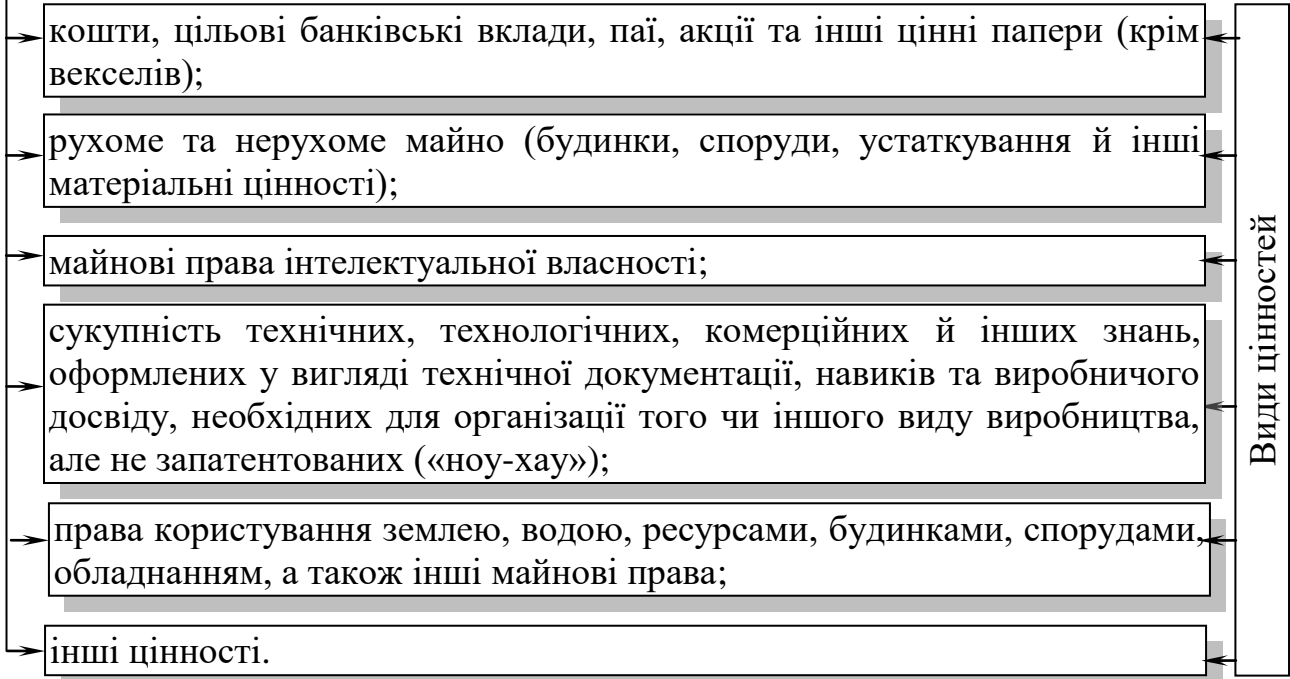 кошти, цільові банківські вклади, паї, акції та інші цінні папери (крім
векселів);
рухоме та нерухоме майно (будинки, споруди, устаткування й інші
матеріальні цінності);
майнові права інтелектуальної власності;
сукупність технічних, технологічних, комерційних й інших знань,
оформлених у вигляді технічної документації, навиків та виробничого
досвіду, необхідних для організації того чи іншого виду виробництва,
але не запатентованих («ноу-хау»);
права користування землею, водою, ресурсами, будинками, спорудами,
обладнанням, а також інші майнові права;
інші цінності.
Види цінностей